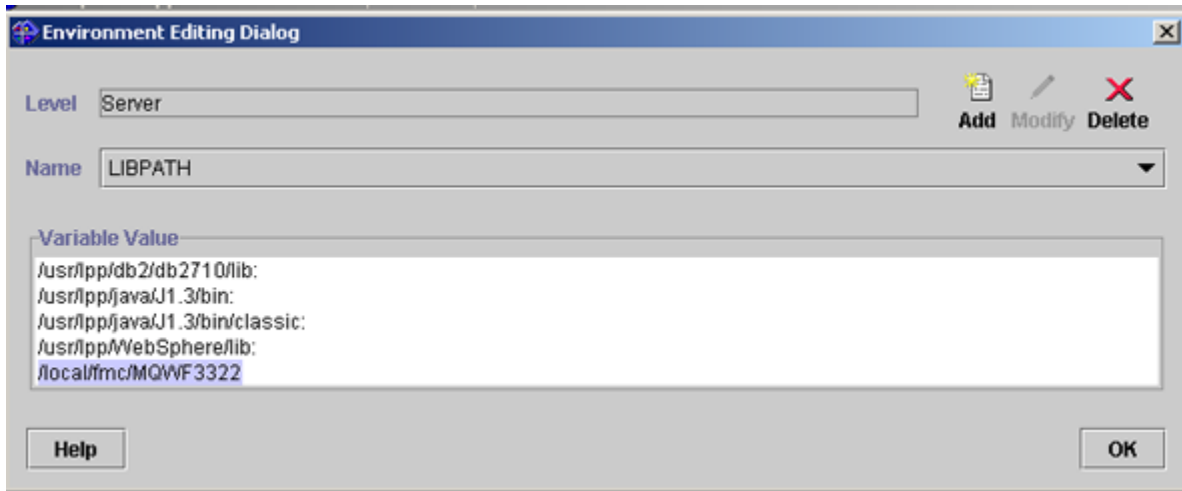 Environment Editing Dialog
Level Server
Add Modify Delete
Name LIBPATH
Variable Value
/usr/lpp/db2/db2710/lib:
/usr/lpp/java/J1.3/bin:
/usr/lpp/java/J1.3/bin/classic:
/usr/lpp/WebSphere/lib:
/local/fmc/MQWF3322
Help OK